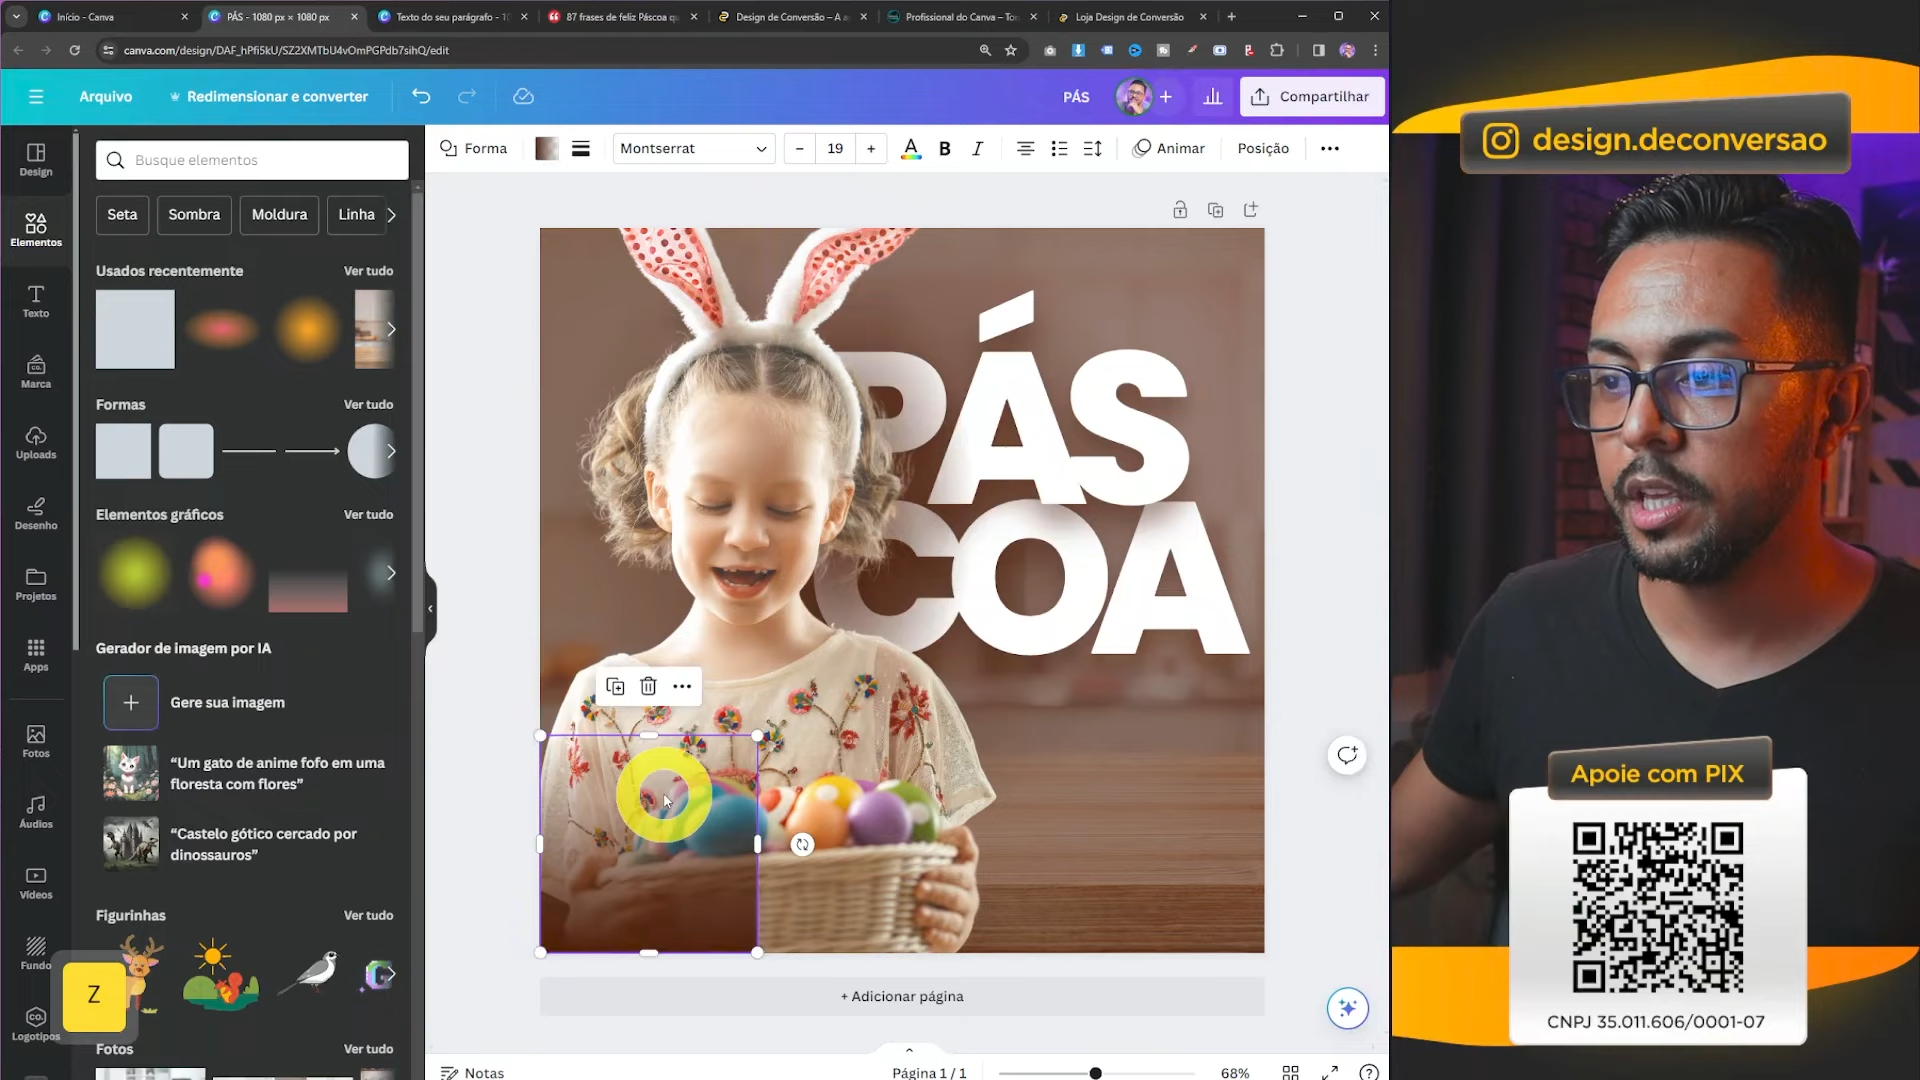 Início - Canva
PÁS - 1080 px × 1080 px
Texto do seu parágrafo - 10
87 frases de feliz Páscoa qu
Design de Conversão – A a
Profissional do Canva – Tor
Loja Design de Conversão
canva.com/design/DAF_hPfi5kU/SZ2XMTbU4vOmPGPdb7sihQ/edit
Arquivo
Redimensionar e converter
PÁS
Compartilhar
Design
Elementos
Texto
Marca
Uploads
Desenho
Projetos
Apps
Fotos
Áudios
Vídeos
Fundo
Logotipos
Z
Busque elementos
Seta
Sombra
Moldura
Linha
Usados recentemente
Ver tudo
Formas
Ver tudo
Elementos gráficos
Ver tudo
Gerador de imagem por IA
Gere sua imagem
“Um gato de anime fofo em uma
floresta com flores”
“Castelo gótico cercado por
dinossauros”
Figurinhas
Ver tudo
Fotos
Ver tudo
Forma
Montserrat
– 19 +
A
B
I
Animar
Posição
PÁS
COA
+ Adicionar página
Notas
Página 1 / 1
68%
design.deconversao
Apoie com PIX
CNPJ 35.011.606/0001-07